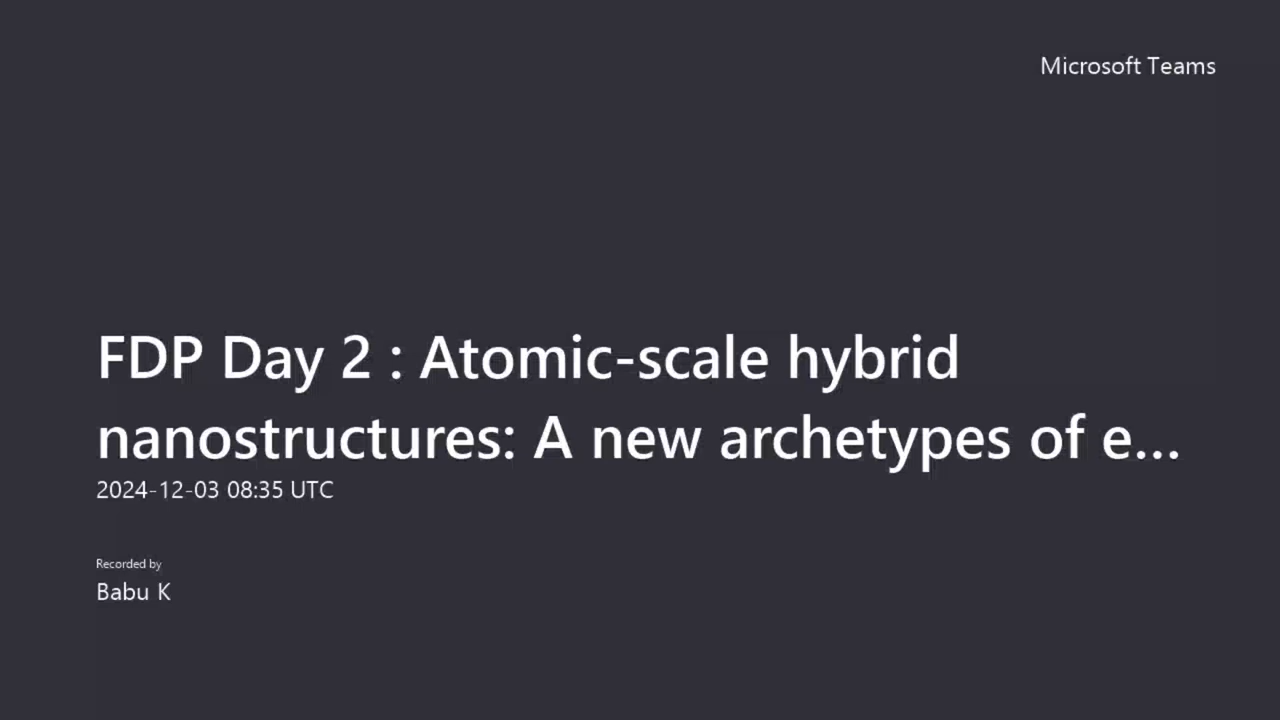 Microsoft Teams
FDP Day 2 : Atomic-scale hybrid
nanostructures: A new archetypes of e...
2024-12-03 08:35 UTC
Recorded by
Babu K